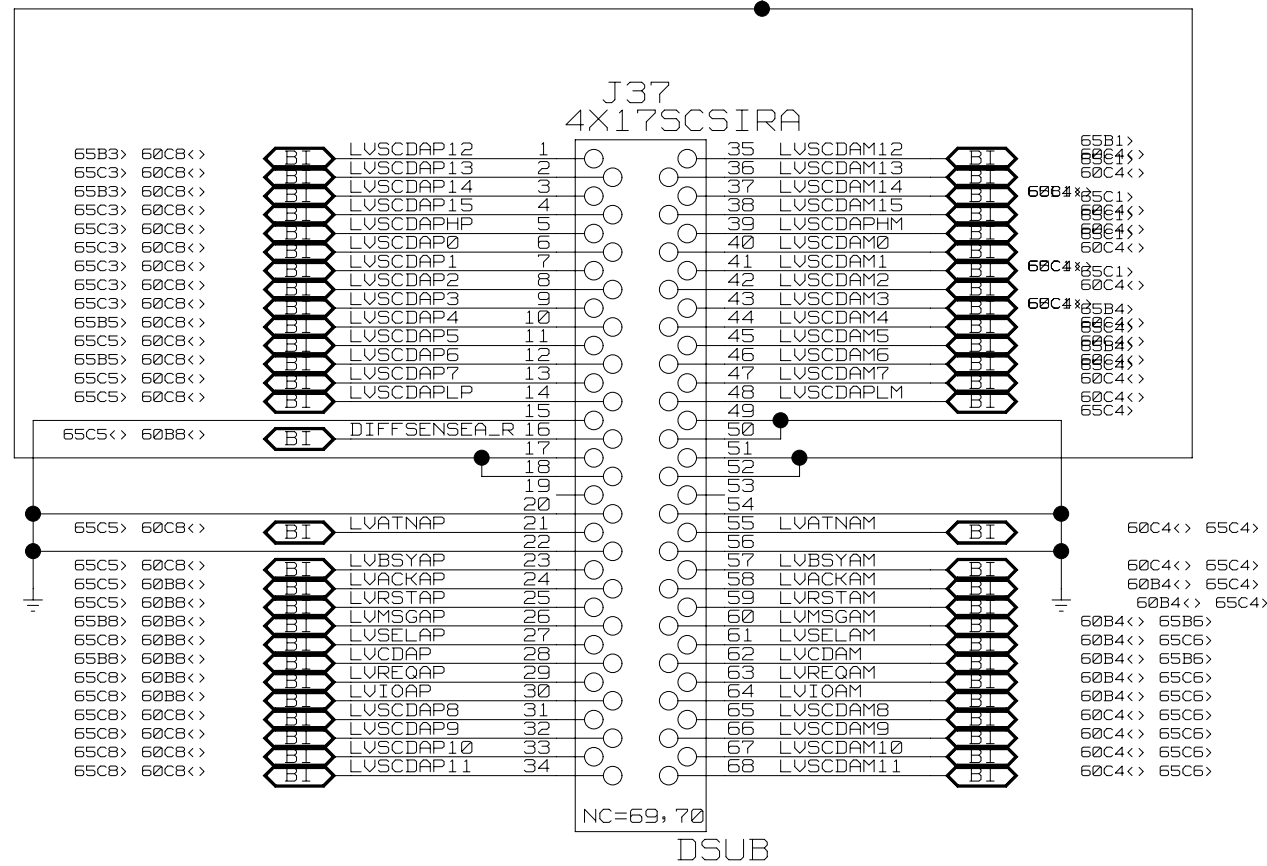 J37
4X17SCSIRA
65B3> 60C8<> BI LVSCDAP12 1 35 LVSCDAM12 BI 65B1>
65C3> 60C8<> BI LVSCDAP13 2 36 LVSCDAM13 BI 60C4<>
65B3> 60C8<> BI LVSCDAP14 3 37 LVSCDAM14 BI 65C1>
65C3> 60C8<> BI LVSCDAP15 4 38 LVSCDAM15 BI
65C3> 60C8<> BI LVSCDAPHP 5 39 LVSCDAPHM BI 60C4<>
BI LVSCDAP0 6 40 LVSCDAM0 BI 60C4<>
65C3> 60C8<> BI LVSCDAP1 7 41 LVSCDAM1 BI 65C1>
65C3> 60C8<> BI LVSCDAP2 8 42 LVSCDAM2 BI 60C4<>
65C3> 60C8<> BI LVSCDAP3 9 43 LVSCDAM3 BI 65B4>
65B5> 60C8<> BI LVSCDAP4 10 44 LVSCDAM4 BI
65C5> 60C8<> BI LVSCDAP5 11 45 LVSCDAM5 BI 60C4<>
65B5> 60C8<> BI LVSCDAP6 12 46 LVSCDAM6 BI 60C4<>
65C5> 60C8<> BI LVSCDAP7 13 47 LVSCDAM7 BI 60C4<>
65C5> 60C8<> BI LVSCDAPLP 14 48 LVSCDAPLM BI 60C4<>
65C4>
15 49
65C5<> 60B8<> BI DIFFSENSEA_R 16 50
17 51
18 52
19 53
20 54
65C5> 60C8<> BI LVATNAP 21 55 LVATNAM BI 60C4<> 65C4>
22 56
65C5> 60C8<> BI LVBSYAP 23 57 LVBSYAM BI 60C4<> 65C4>
65C5> 60B8<> BI LVACKAP 24 58 LVACKAM BI 60B4<> 65C4>
65C5> 60B8<> BI LVRSTAP 25 59 LVRSTAM BI 60B4<> 65C4>
65B8> 60B8<> BI LVMSGAP 26 60 LVMSGAM BI 60B4<> 65B6>
65C8> 60B8<> BI LVSELAP 27 61 LVSELAM BI 60B4<> 65C6>
65B8> 60B8<> BI LVCDAP 28 62 LVCDAM BI 60B4<> 65B6>
65C8> 60B8<> BI LVREQAP 29 63 LVREQAM BI 60B4<> 65C6>
65C8> 60B8<> BI LVIOAP 30 64 LVIOAM BI 60B4<> 65C6>
65C8> 60C8<> BI LVSCDAP8 31 65 LVSCDAM8 BI 60C4<> 65C6>
65C8> 60C8<> BI LVSCDAP9 32 66 LVSCDAM9 BI 60C4<> 65C6>
65C8> 60C8<> BI LVSCDAP10 33 67 LVSCDAM10 BI 60C4<> 65C6>
65C8> 60C8<> BI LVSCDAP11 34 68 LVSCDAM11 BI 60C4<> 65C6>
NC=69,70
DSUB